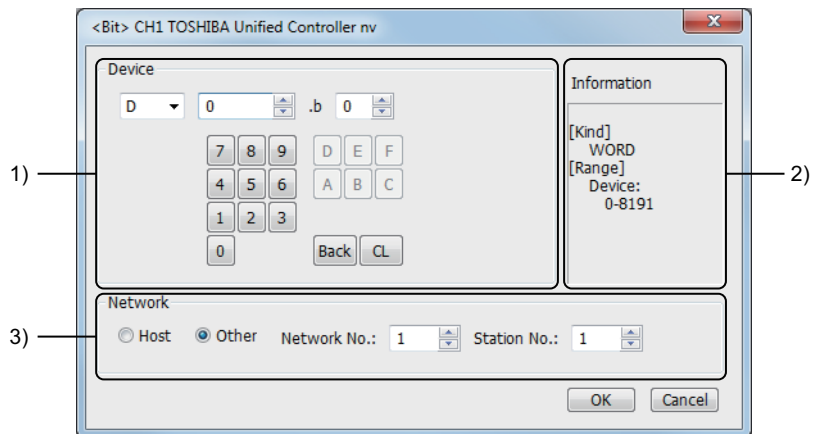 <Bit> CH1 TOSHIBA Unified Controller nv
x
Device
D 0 .b 0
7 8 9 D E F
4 5 6 A B C
1 2 3
0 Back CL
Information
[Kind]
WORD
[Range]
Device:
0-8191
1)
2)
Network
3)
Host Other Network No.: 1 Station No.: 1
OK Cancel